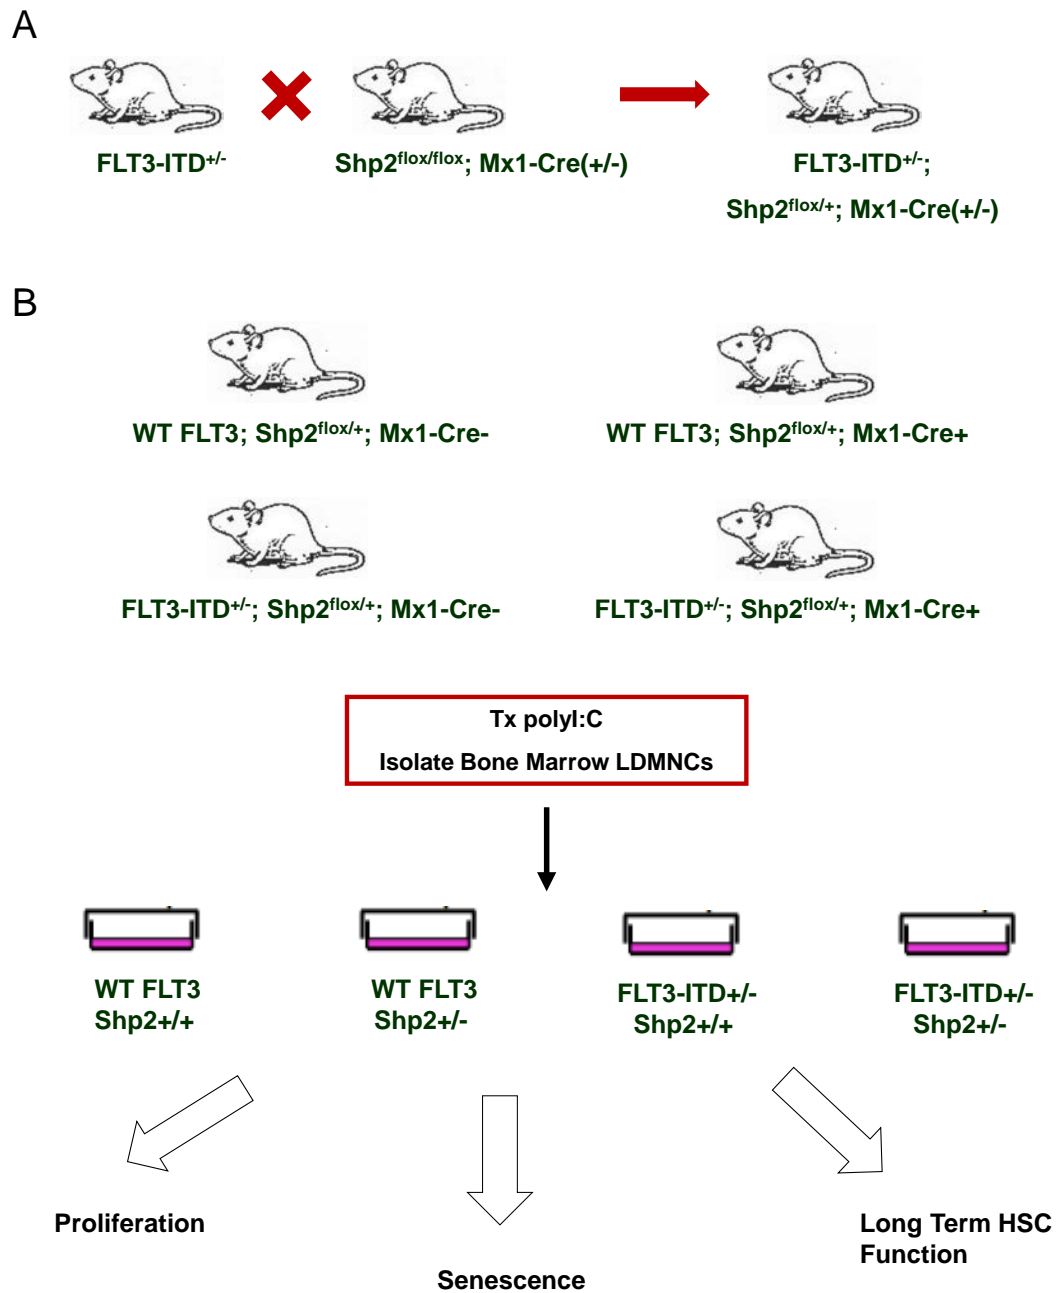 A
FLT3-ITD+/-
Shp2flox/flox; Mx1-Cre(+/-)
FLT3-ITD+/-;
Shp2flox/+; Mx1-Cre(+/-)
B
WT FLT3; Shp2flox/+; Mx1-Cre-
WT FLT3; Shp2flox/+; Mx1-Cre+
FLT3-ITD+/-; Shp2flox/+; Mx1-Cre-
FLT3-ITD+/-; Shp2flox/+; Mx1-Cre+
Tx polyI:C
Isolate Bone Marrow LDMNCs
WT FLT3
Shp2+/+
WT FLT3
Shp2+/-
FLT3-ITD+/-
Shp2+/+
FLT3-ITD+/-
Shp2+/-
Proliferation
Senescence
Long Term HSC
Function